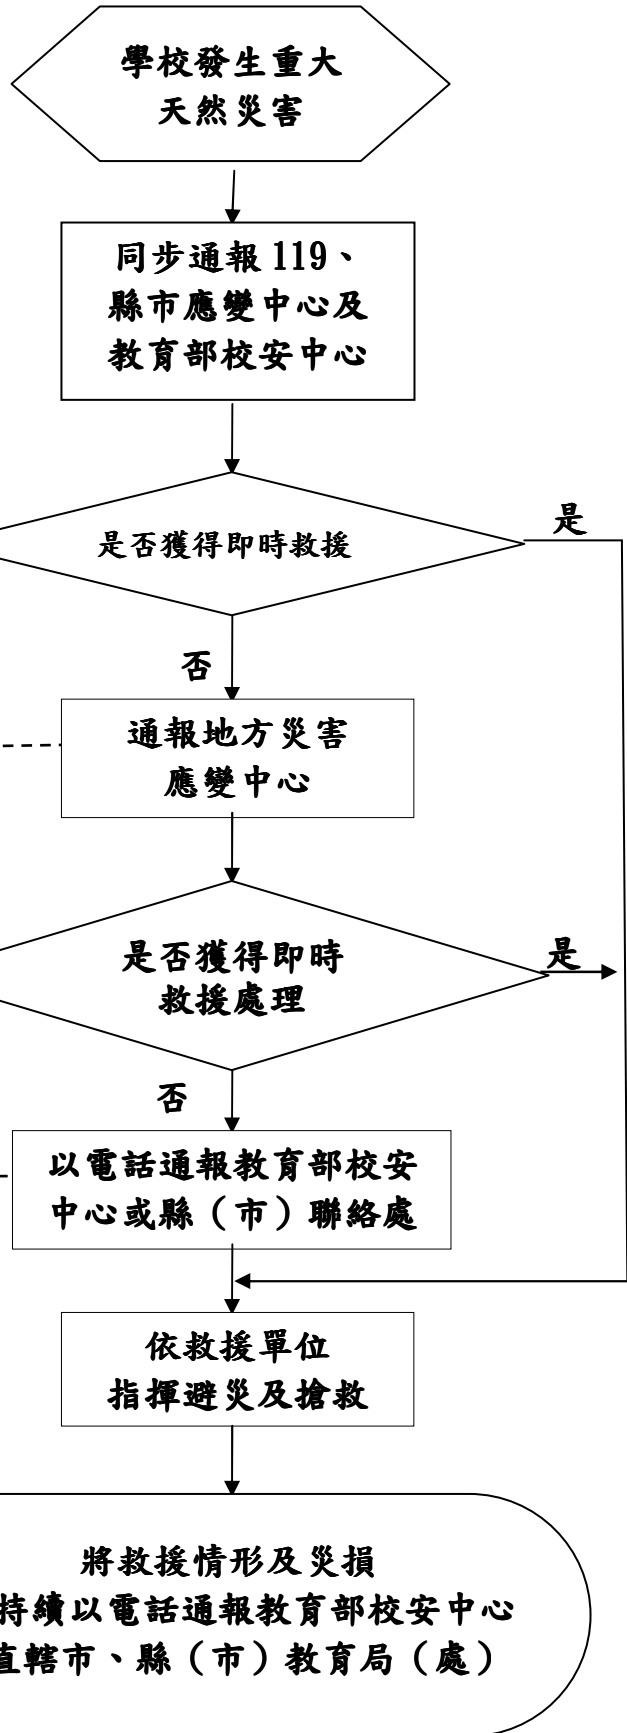 學校發生重大
天然災害
同步通報 119、
縣市應變中心及
教育部校安中心
是否獲得即時救援
是
否
通報地方災害
應變中心
是否獲得即時
救援處理
是
否
以電話通報教育部校安
中心或縣（市）聯絡處
依救援單位
指揮避災及搶救
將救援情形及災損
持續以電話通報教育部校安中心
直轄市、縣（市）教育局（處）